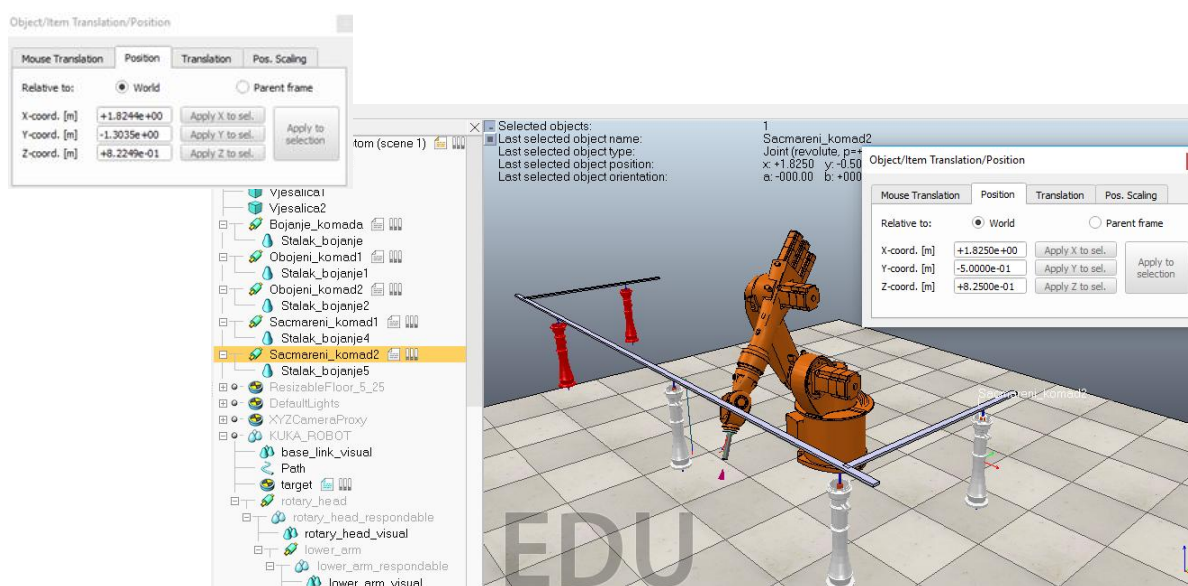 Object/Item Translation/Position
Mouse Translation Position Translation Pos. Scaling
Relative to: World Parent frame
X-coord. [m] +1.8244e+00 Apply X to sel.
Y-coord. [m] -1.3035e+00 Apply Y to sel.
Z-coord. [m] +8.2249e-01 Apply Z to sel.
Apply to
selection
(scene 1)
Vjesalica1
Vjesalica2
Bojanje_komada
Stalak_bojanje
Obojeni_komad1
Stalak_bojanje1
Obojeni_komad2
Stalak_bojanje2
Sacmareni_komad1
Stalak_bojanje4
Sacmareni_komad2
Stalak_bojanje5
ResizableFloor_5_25
DefaultLights
XYZCameraProxy
KUKA_ROBOT
base_link_visual
Path
target
rotary_head
rotary_head_respondable
rotary_head_visual
lower_arm
lower_arm_respondable
lower_arm_visual
Selected objects: 1
Last selected object name: Sacmareni_komad2
Last selected object type: Joint (revolute, p=+
Last selected object position: x: +1.8250 y: -0.50
Last selected object orientation: a: -000.00 b: +000
Object/Item Translation/Position
Mouse Translation Position Translation Pos. Scaling
Relative to: World Parent frame
X-coord. [m] +1.8250e+00 Apply X to sel.
Y-coord. [m] -5.0000e-01 Apply Y to sel.
Z-coord. [m] +8.2500e-01 Apply Z to sel.
Apply to
selection
Sacmareni_komad2
EDU